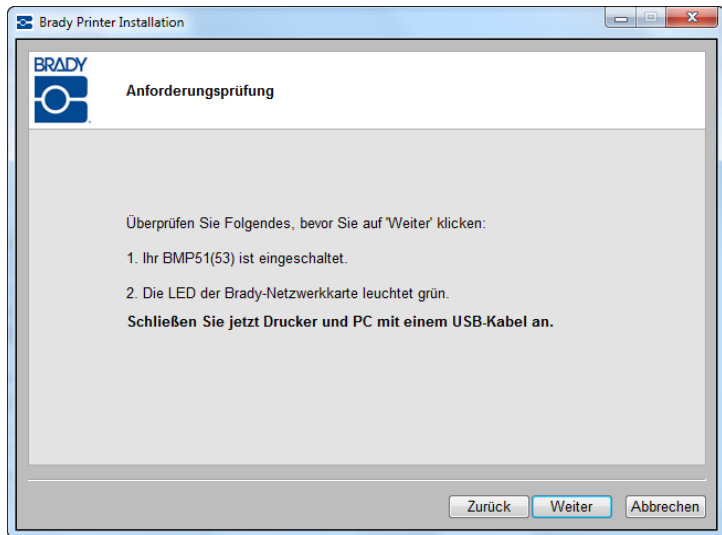 Brady Printer Installation
BRADY
Anforderungsprüfung
Überprüfen Sie Folgendes, bevor Sie auf 'Weiter' klicken:
1. Ihr BMP51(53) ist eingeschaltet.
2. Die LED der Brady-Netzwerkkarte leuchtet grün.
Schließen Sie jetzt Drucker und PC mit einem USB-Kabel an.
Zurück Weiter Abbrechen